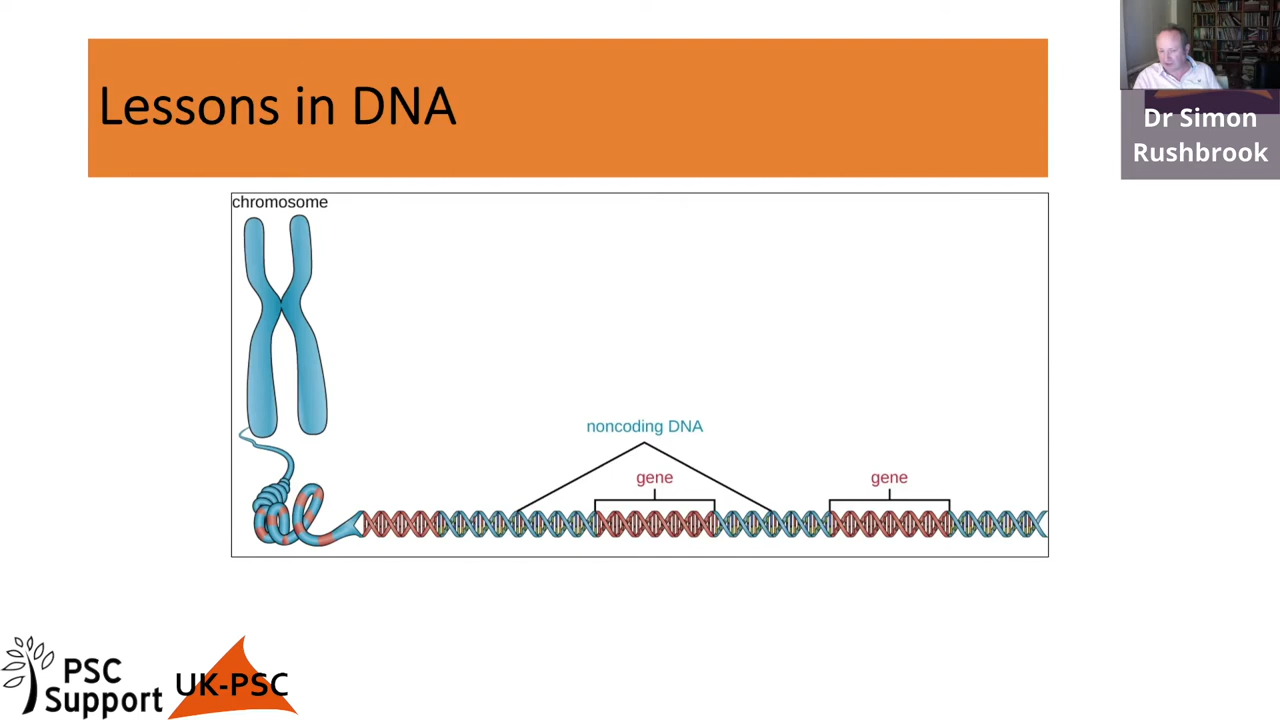 Lessons in DNA
Dr Simon
Rushbrook
chromosome
noncoding DNA
gene
gene
PSC
Support
UK-PSC